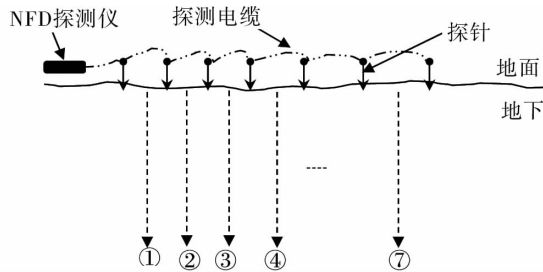 NFD探测仪
探测电缆
探针
地面
地下
----
① ② ③ ④ ⑦